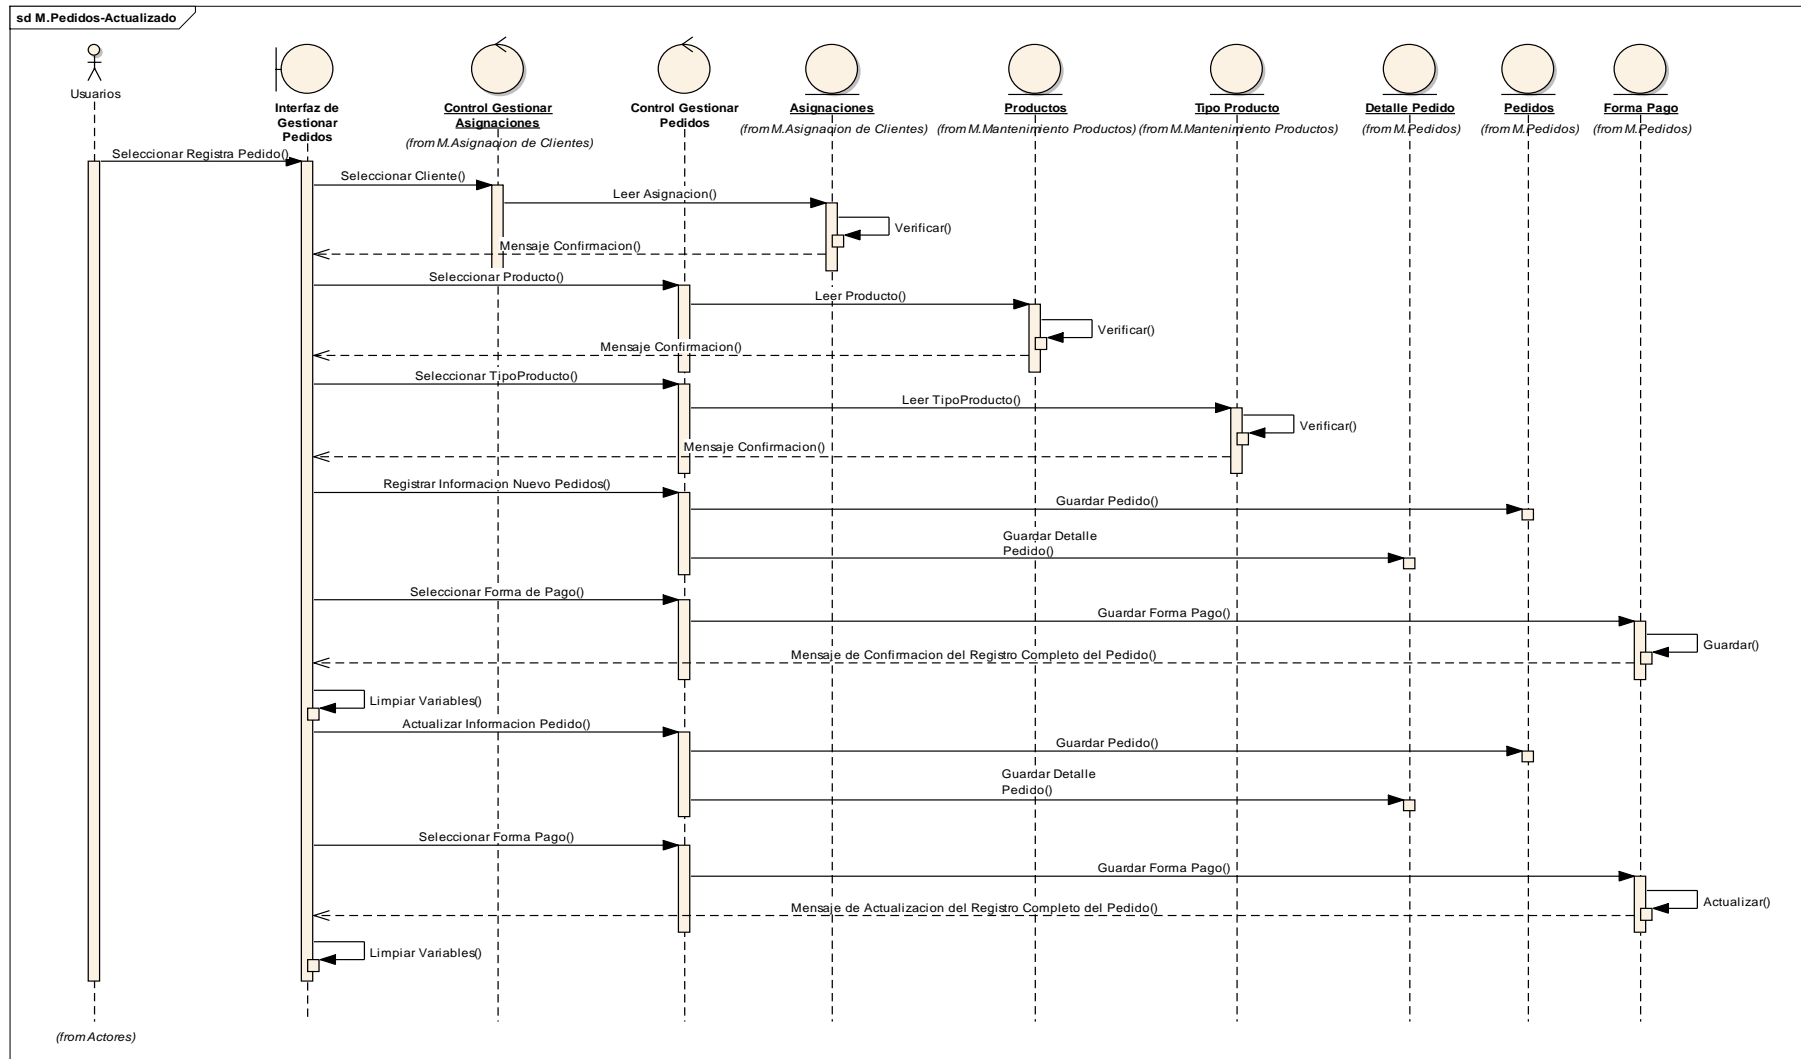 sd M.Pedidos-Actualizado
Usuarios
Interfaz de
Gestionar
Pedidos
Control Gestionar
Asignaciones
(from M.Asignacion de Clientes)
Control Gestionar
Pedidos
Asignaciones
(from M.Asignacion de Clientes)
Productos
(from M.Mantenimiento Productos)
Tipo Producto
(from M.Mantenimiento Productos)
Detalle Pedido
(from M.Pedidos)
Pedidos
(from M.Pedidos)
Forma Pago
(from M.Pedidos)
Seleccionar Registra Pedido()
Seleccionar Cliente()
Leer Asignacion()
Verificar()
Mensaje Confirmacion()
Seleccionar Producto()
Leer Producto()
Verificar()
Mensaje Confirmacion()
Seleccionar TipoProducto()
Leer TipoProducto()
Verificar()
Mensaje Confirmacion()
Registrar Informacion Nuevo Pedidos()
Guardar Pedido()
Guardar Detalle
Pedido()
Seleccionar Forma de Pago()
Guardar Forma Pago()
Guardar()
Mensaje de Confirmacion del Registro Completo del Pedido()
Limpiar Variables()
Actualizar Informacion Pedido()
Guardar Pedido()
Guardar Detalle
Pedido()
Seleccionar Forma Pago()
Guardar Forma Pago()
Actualizar()
Mensaje de Actualizacion del Registro Completo del Pedido()
Limpiar Variables()
(from Actores)